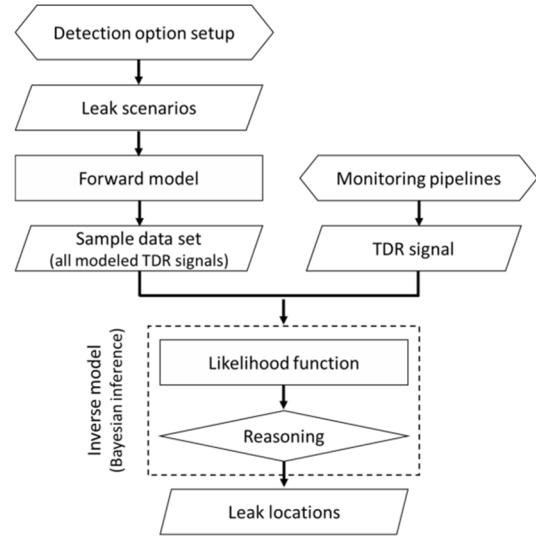 Detection option setup
Leak scenarios
Forward model
Monitoring pipelines
Sample data set
(all modeled TDR signals)
TDR signal
Inverse model
(Bayesian inference)
Likelihood function
Reasoning
Leak locations